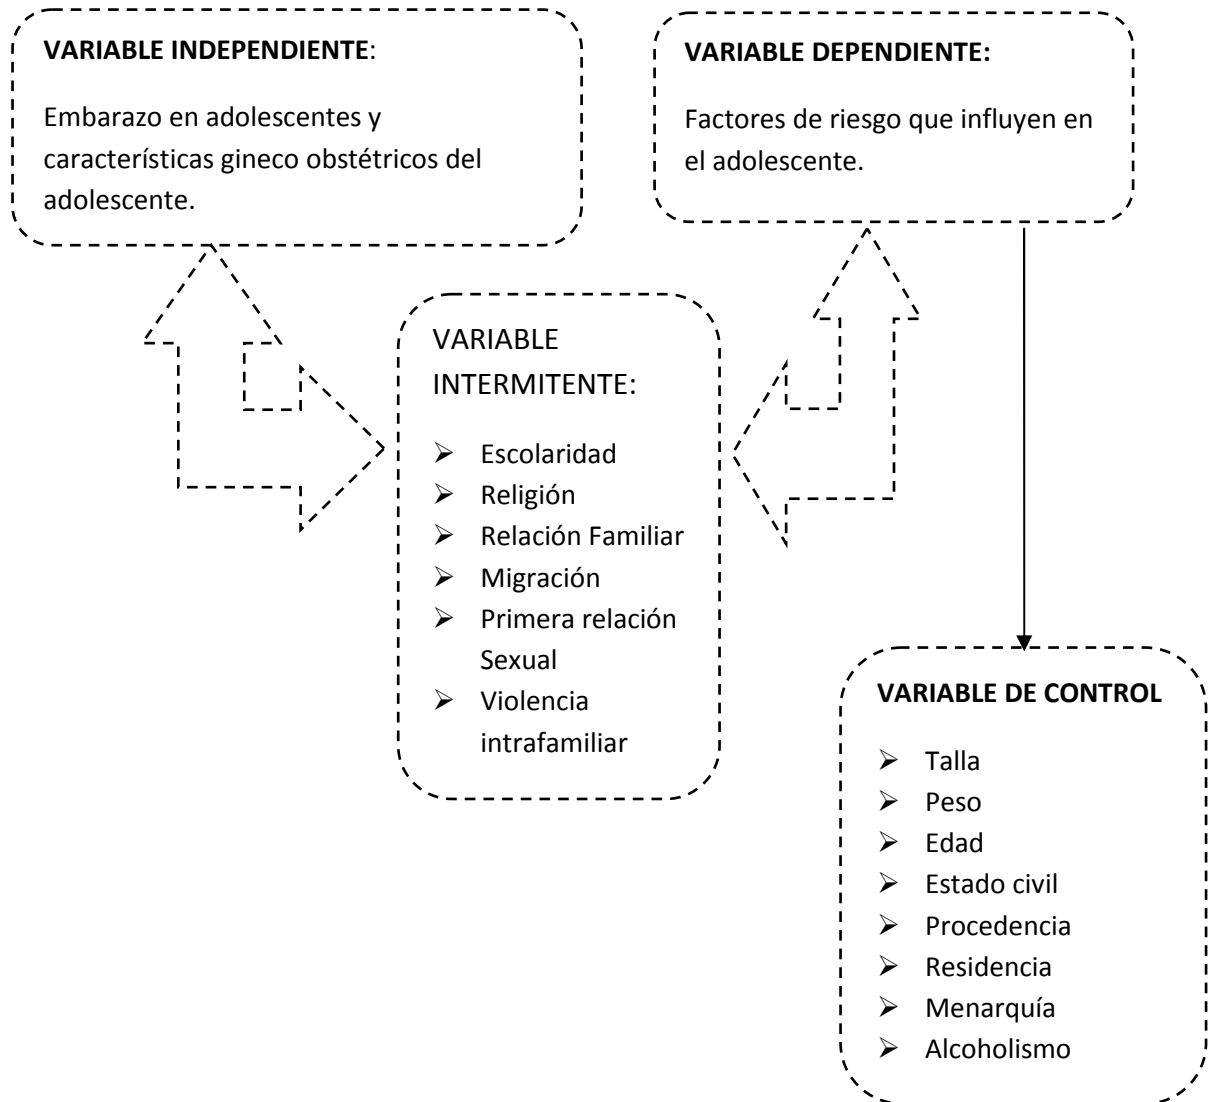 VARIABLE INDEPENDIENTE:
Embarazo en adolescentes y
características gineco obstétricos del
adolescente.
VARIABLE DEPENDIENTE:
Factores de riesgo que influyen en
el adolescente.
VARIABLE
INTERMITENTE:
➢ Escolaridad
➢ Religión
➢ Relación Familiar
➢ Migración
➢ Primera relación
Sexual
➢ Violencia
intrafamiliar
VARIABLE DE CONTROL
➢ Talla
➢ Peso
➢ Edad
➢ Estado civil
➢ Procedencia
➢ Residencia
➢ Menarquía
➢ Alcoholismo